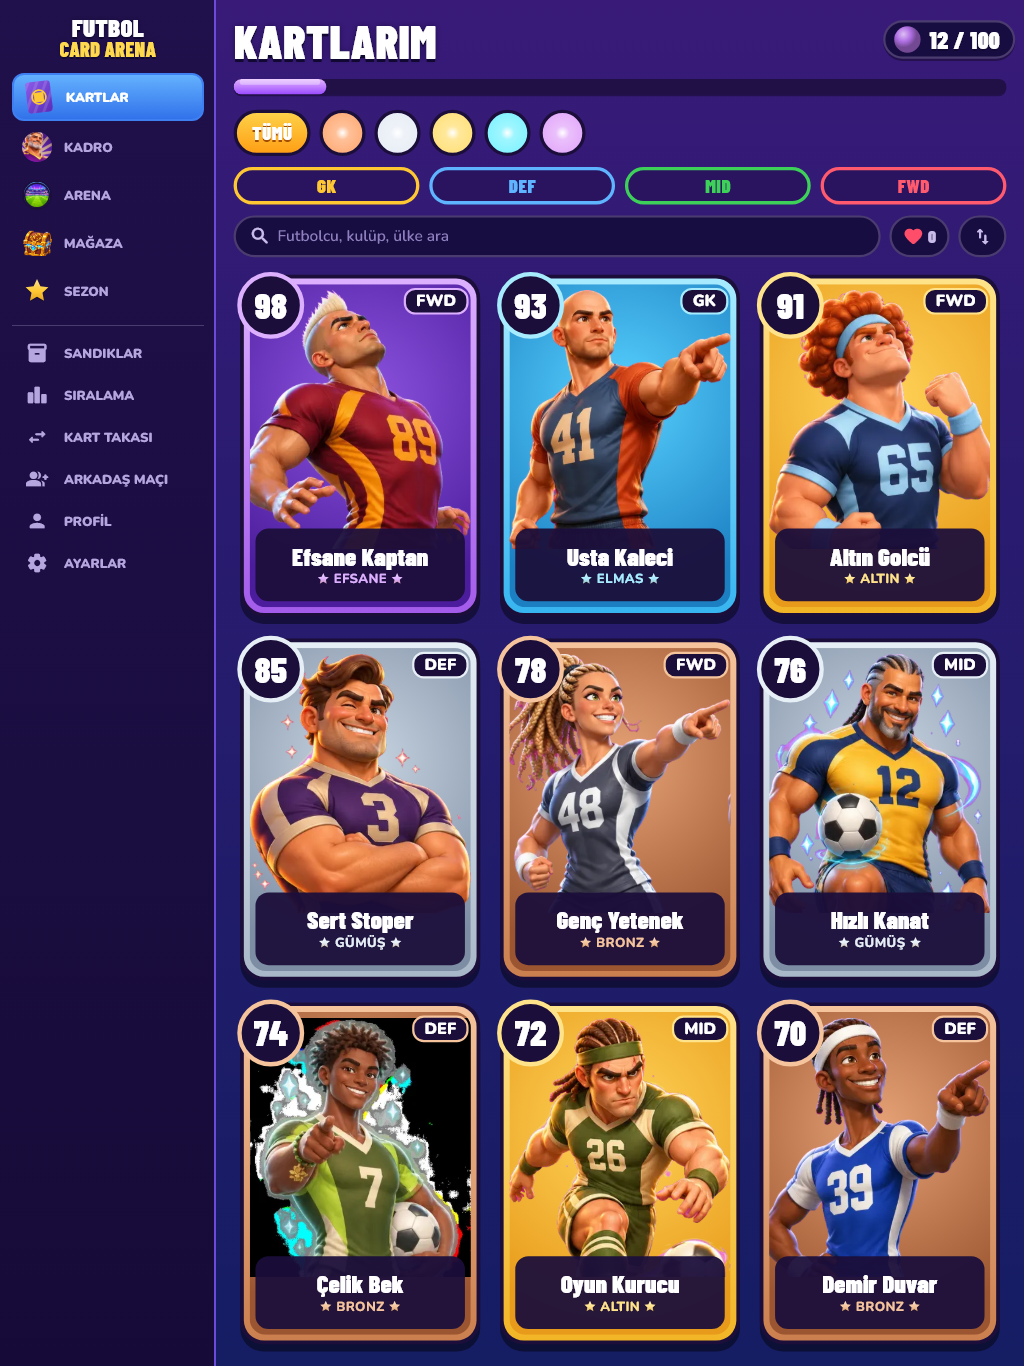 FUTBOL
CARD ARENA
KARTLAR
KADRO
ARENA
MAĞAZA
SEZON
SANDIKLAR
SIRALAMA
KART TAKASI
ARKADAŞ MAÇI
PROFİL
AYARLAR
KARTLARIM
12 / 100
TÜMÜ
GK
DEF
MID
FWD
Futbolcu, kulüp, ülke ara
0
98
FWD
89
Efsane Kaptan
★ EFSANE ★
93
GK
41
Usta Kaleci
★ ELMAS ★
91
FWD
65
Altın Golcü
★ ALTIN ★
85
DEF
3
Sert Stoper
★ GÜMÜŞ ★
78
FWD
48
Genç Yetenek
★ BRONZ ★
76
MID
12
Hızlı Kanat
★ GÜMÜŞ ★
74
DEF
7
Çelik Bek
★ BRONZ ★
72
MID
26
Oyun Kurucu
★ ALTIN ★
70
DEF
39
Demir Duvar
★ BRONZ ★